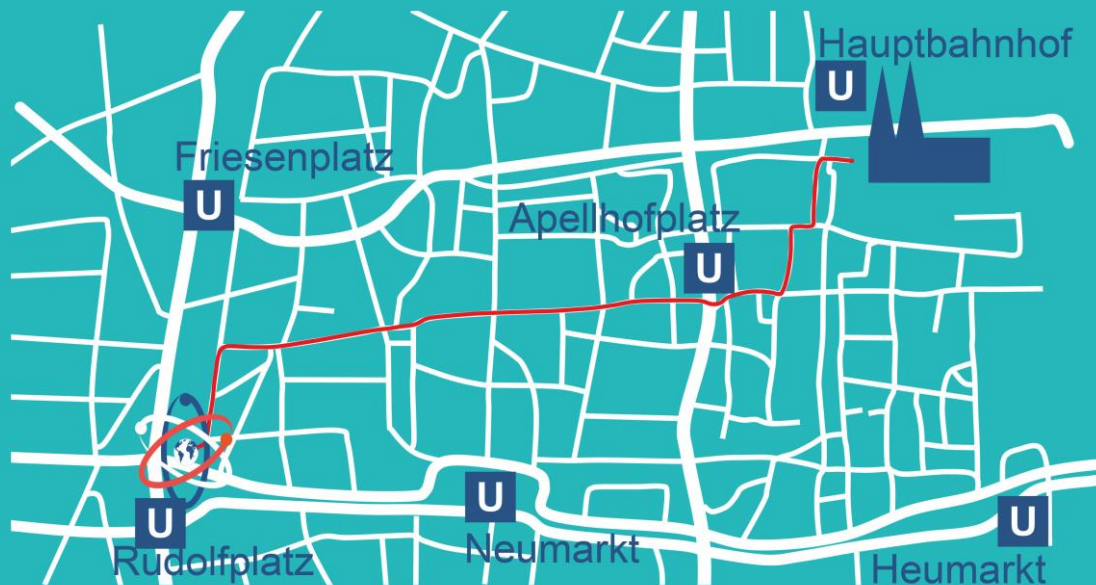 Hauptbahnhof
U
Friesenplatz
U
Apellhofplatz
U
U
Rudolfplatz
U
Neumarkt
U
Heumarkt